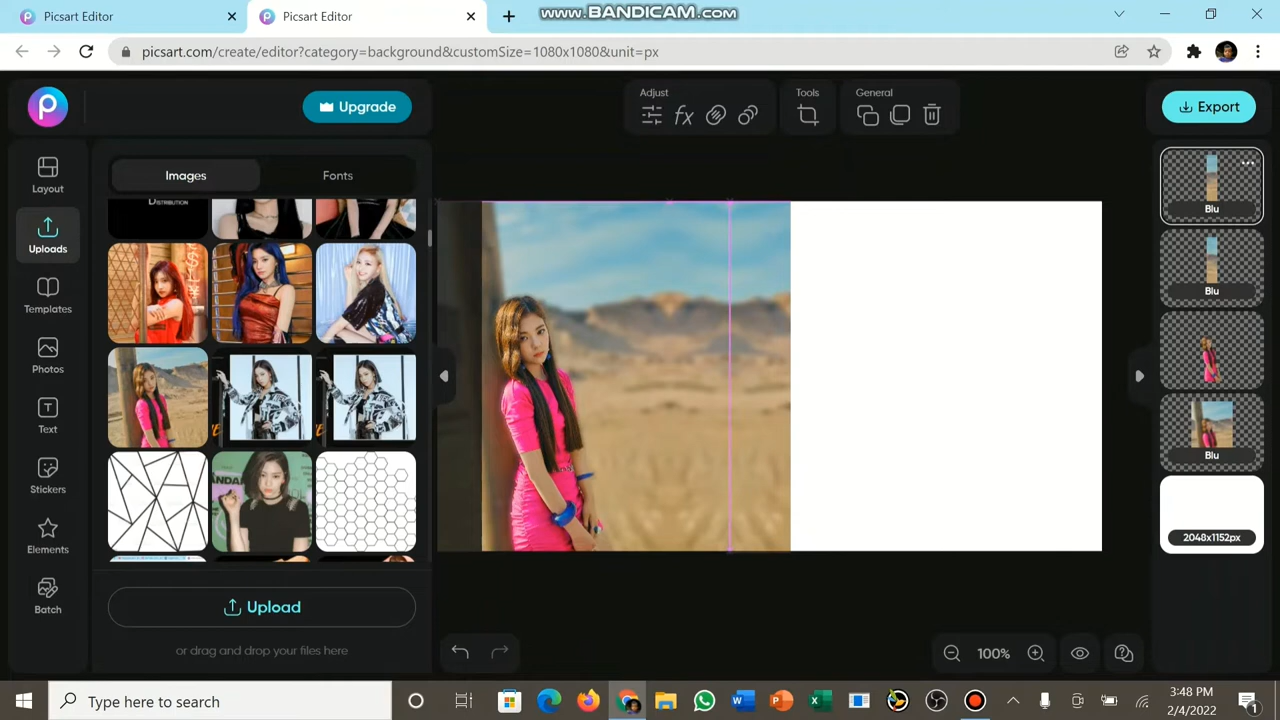 Picsart Editor
Picsart Editor
www.BANDICAM.com
picsart.com/create/editor?category=background&customSize=1080x1080&unit=px
Upgrade
Adjust
Tools
General
Export
Layout
Uploads
Templates
Photos
Text
Stickers
Elements
Batch
Images
Fonts
DISTRIBUTION
Upload
or drag and drop your files here
Blu
Blu
Blu
2048x1152px
100%
Type here to search
3:48 PM
2/4/2022
1